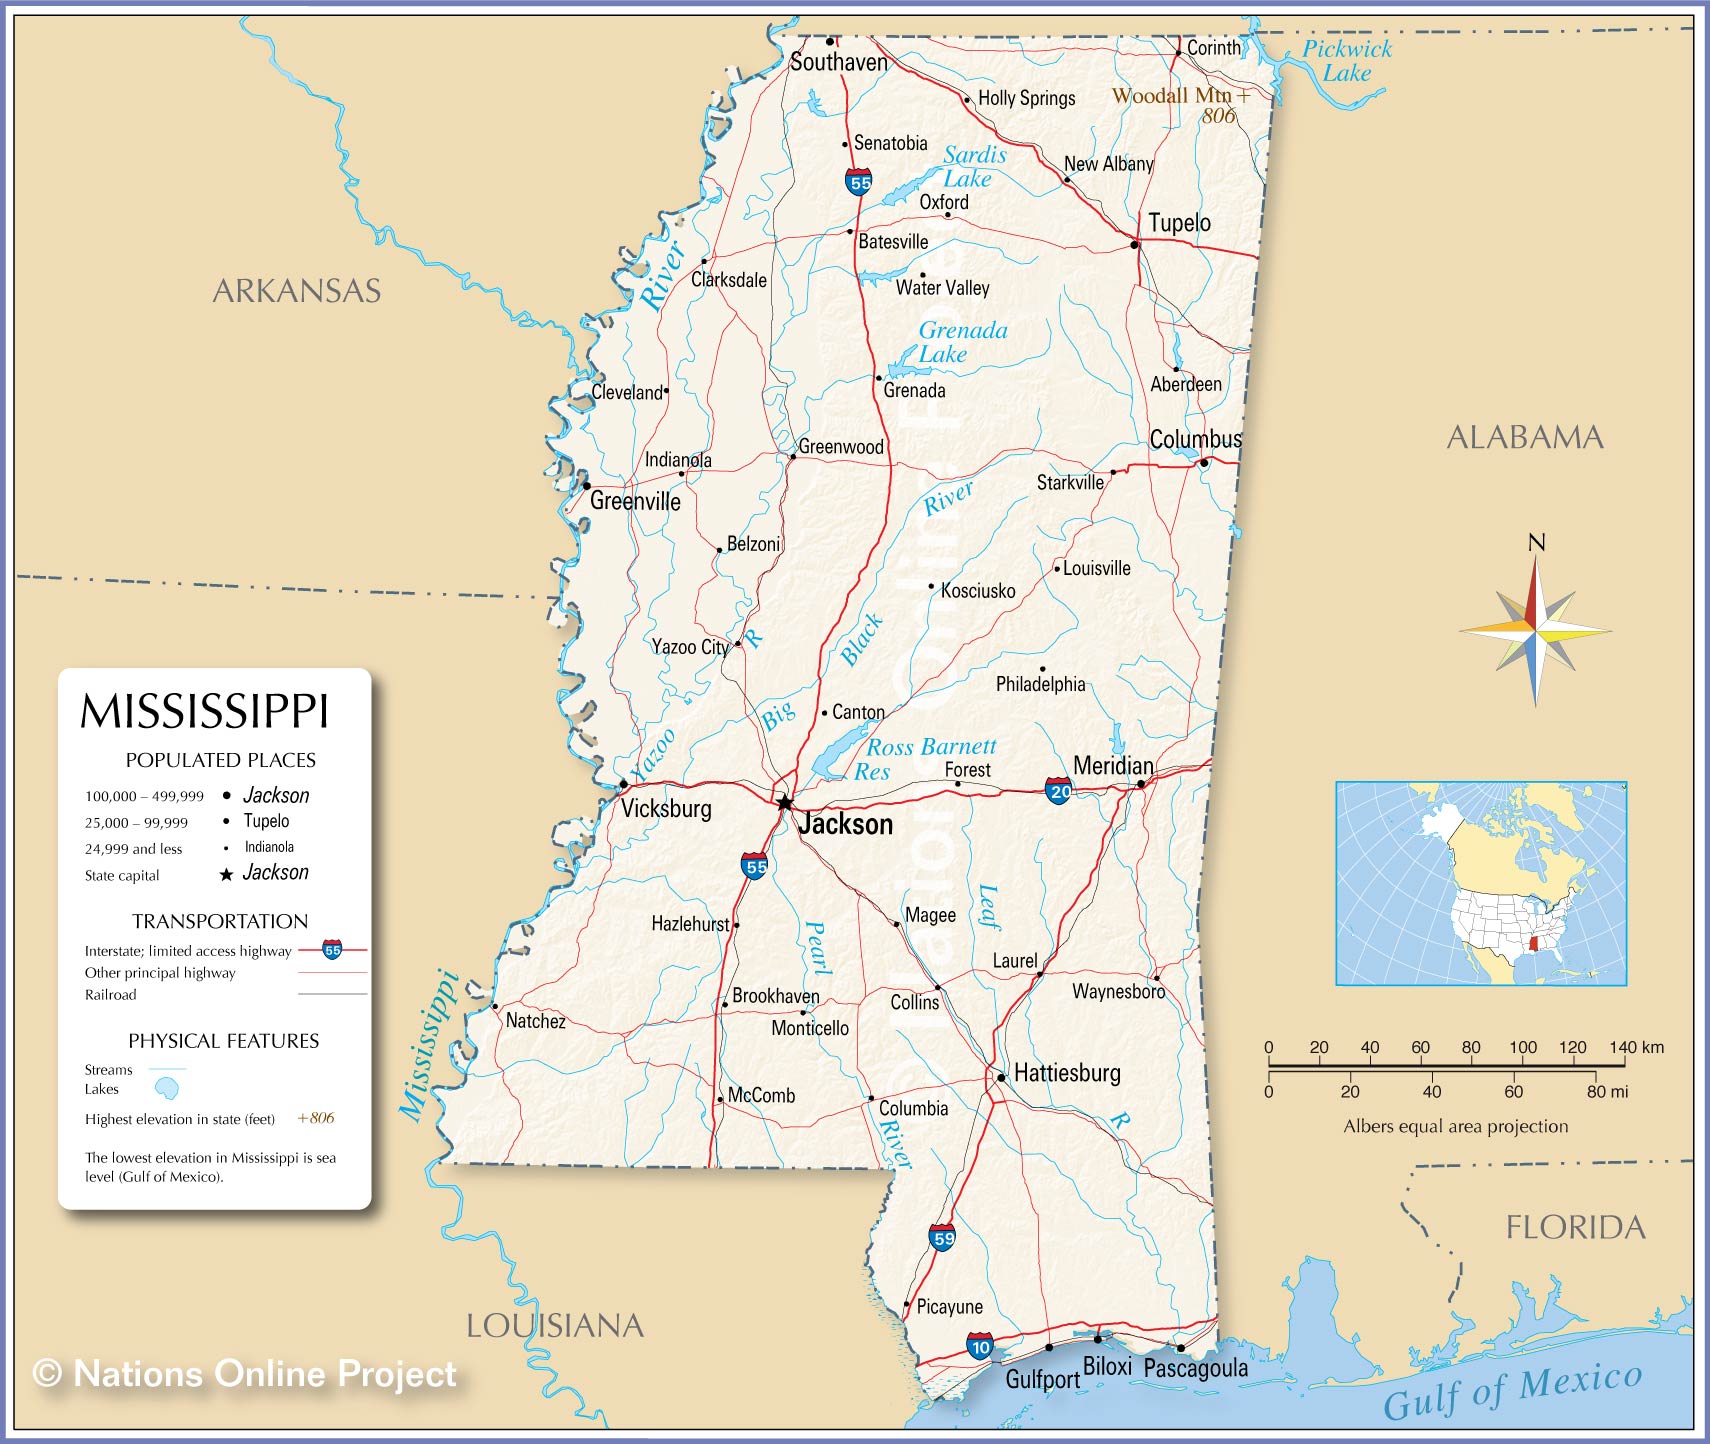 Corinth
Pickwick
Lake
Southaven
Holly Springs
Woodall Mtn +
806
Senatobia
Sardis
Lake
New Albany
55
Oxford
Tupelo
Batesville
River
Clarksdale
Water Valley
ARKANSAS
Grenada
Lake
Cleveland
Grenada
Aberdeen
ALABAMA
Columbus
Greenwood
Indianola
Starkville
Greenville
River
Belzoni
N
Louisville
Kosciusko
Yazoo City
R
Black
Philadelphia
Big
Canton
Yazoo
Ross Barnett
Res
Forest
Meridian
20
Vicksburg
Jackson
55
Leaf
Magee
Hazlehurst
Pearl
Laurel
Collins
Waynesboro
Brookhaven
Monticello
Natchez
Mississippi
Hattiesburg
McComb
Columbia
R
River
59
Picayune
10
Gulfport
Biloxi
Pascagoula
LOUISIANA
FLORIDA
Gulf of Mexico
MISSISSIPPI
POPULATED PLACES
100,000 – 499,999 Jackson
25,000 – 99,999 Tupelo
24,999 and less Indianola
State capital Jackson
TRANSPORTATION
Interstate; limited access highway 55
Other principal highway
Railroad
PHYSICAL FEATURES
Streams
Lakes
Highest elevation in state (feet) +806
The lowest elevation in Mississippi is sea
level (Gulf of Mexico).
0 20 40 60 80 100 120 140 km
0 20 40 60 80 mi
Albers equal area projection
© Nations Online Project